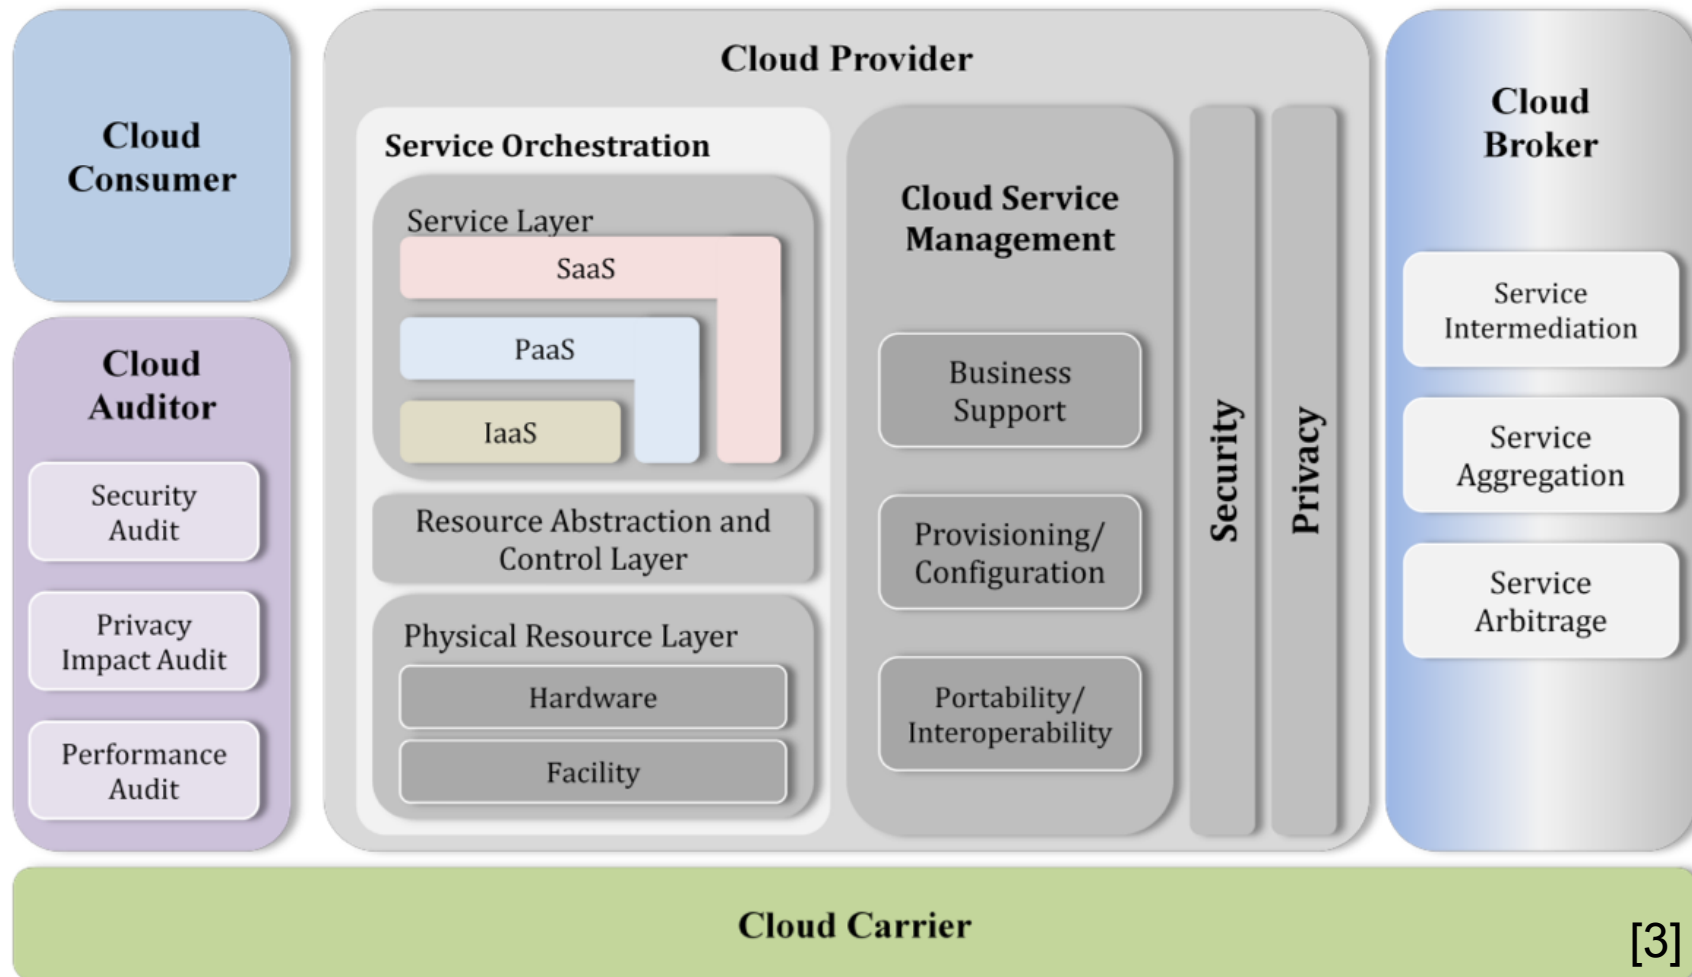 Cloud
Consumer
Cloud
Auditor
Security
Audit
Privacy
Impact Audit
Performance
Audit
Cloud Provider
Service Orchestration
Service Layer
SaaS
PaaS
IaaS
Resource Abstraction and
Control Layer
Physical Resource Layer
Hardware
Facility
Cloud Service
Management
Business
Support
Provisioning/
Configuration
Portability/
Interoperability
Security
Privacy
Cloud
Broker
Service
Intermediation
Service
Aggregation
Service
Arbitrage
Cloud Carrier
[3]